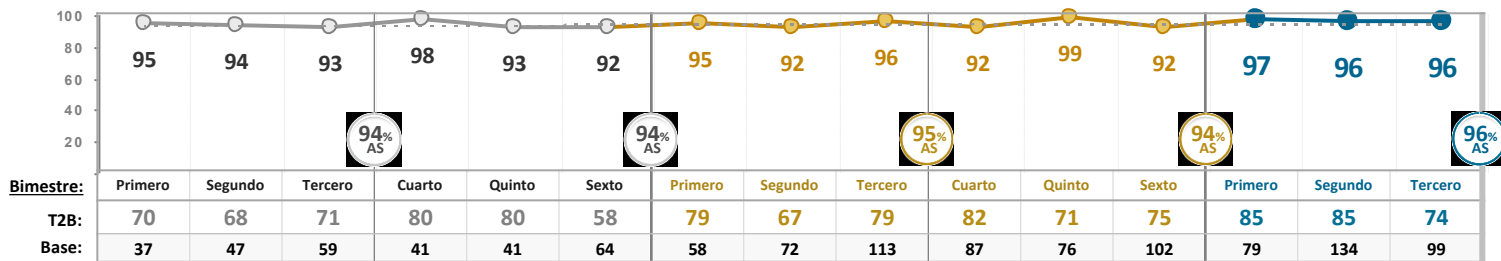 100
80
60
40
20
95 94 93 98 93 92 95 92 96 92 99 92 97 96 96
94% AS 94% AS 95% AS 94% AS 96% AS
Bimestre: Primero Segundo Tercero Cuarto Quinto Sexto Primero Segundo Tercero Cuarto Quinto Sexto Primero Segundo Tercero
T2B: 70 68 71 80 80 58 79 67 79 82 71 75 85 85 74
Base: 37 47 59 41 41 64 58 72 113 87 76 102 79 134 99